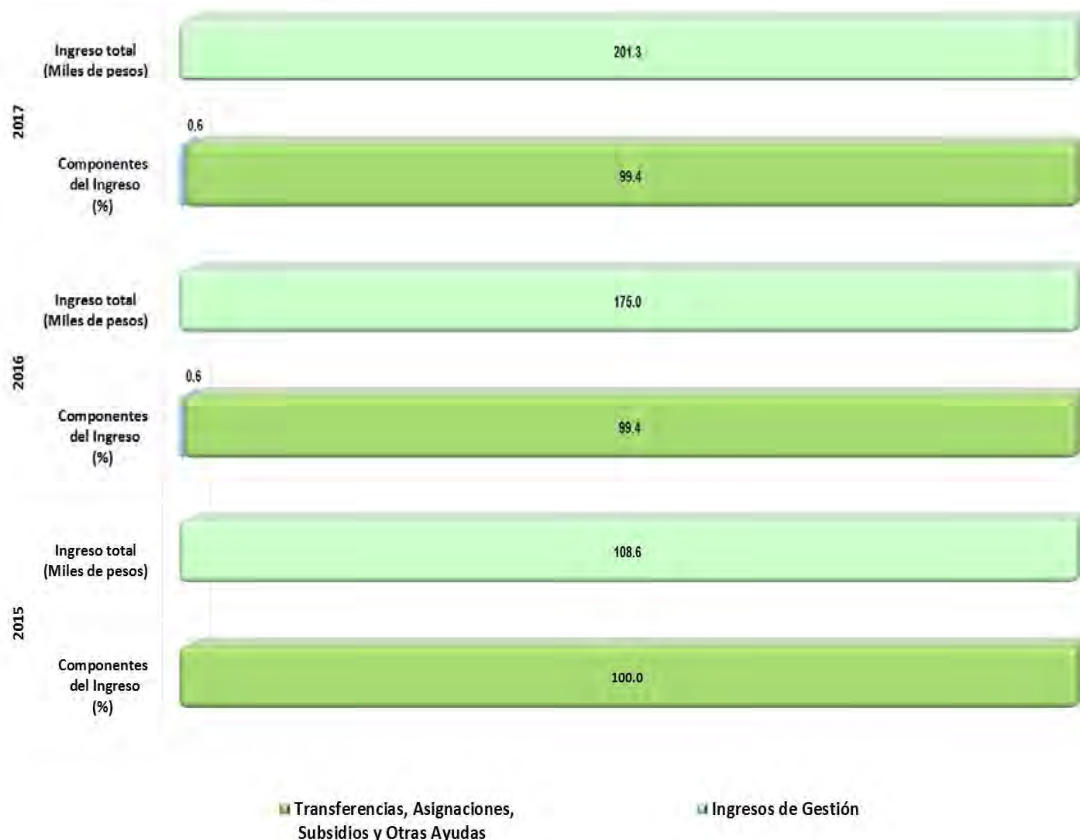 2017
Ingreso total
(Miles de pesos)
201.3
0.6
Componentes
del Ingreso
(%)
99.4
2016
Ingreso total
(Miles de pesos)
175.0
0.6
Componentes
del Ingreso
(%)
99.4
2015
Ingreso total
(Miles de pesos)
108.6
Componentes
del Ingreso
(%)
100.0
Transferencias, Asignaciones,
Subsidios y Otras Ayudas
Ingresos de Gestión